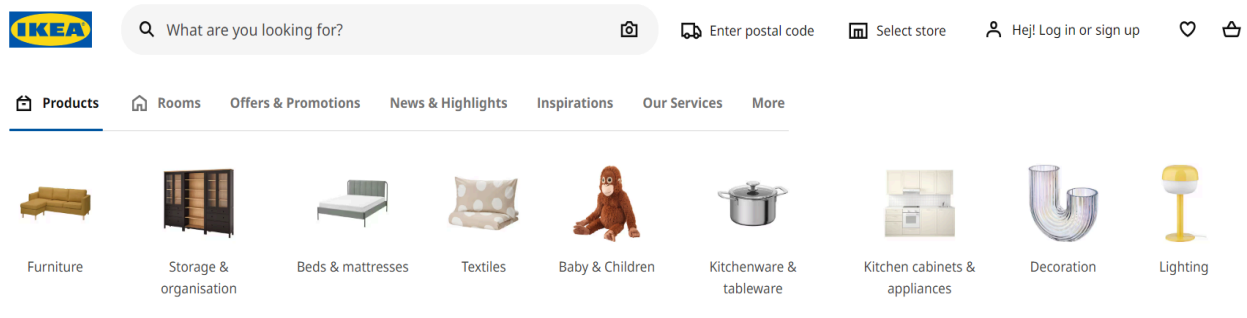 IKEA
What are you looking for?
Enter postal code
Select store
Hej! Log in or sign up
Products
Rooms
Offers & Promotions
News & Highlights
Inspirations
Our Services
More
Furniture
Storage &
organisation
Beds & mattresses
Textiles
Baby & Children
Kitchenware &
tableware
Kitchen cabinets &
appliances
Decoration
Lighting